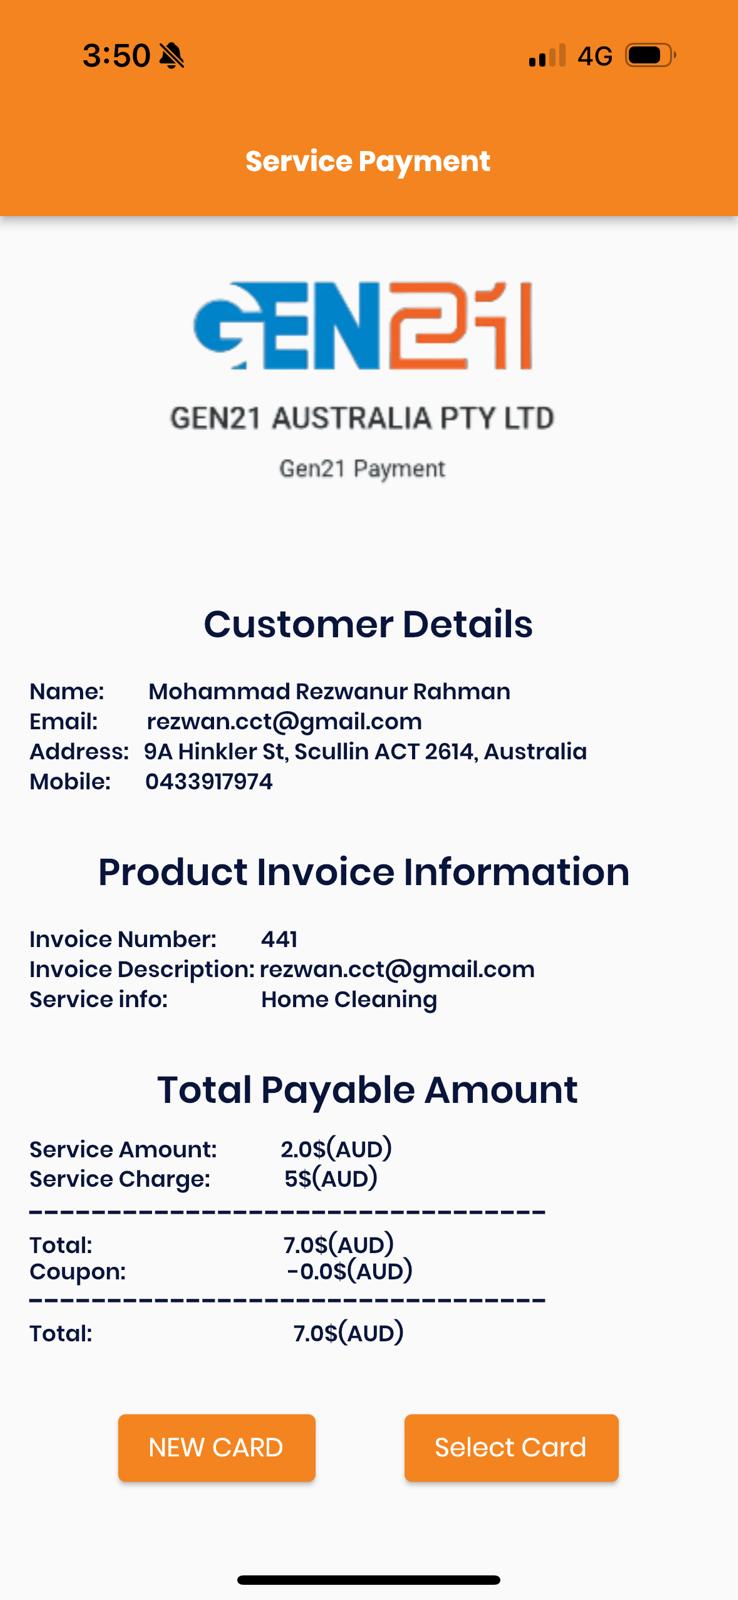 3:50
4G
Service Payment
GEN21
GEN21 AUSTRALIA PTY LTD
Gen21 Payment
Customer Details
Name: Mohammad Rezwanur Rahman
Email: rezwan.cct@gmail.com
Address: 9A Hinkler St, Scullin ACT 2614, Australia
Mobile: 0433917974
Product Invoice Information
Invoice Number: 441
Invoice Description: rezwan.cct@gmail.com
Service info: Home Cleaning
Total Payable Amount
Service Amount: 2.0$(AUD)
Service Charge: 5$(AUD)
---------------------------------
Total: 7.0$(AUD)
Coupon: -0.0$(AUD)
---------------------------------
Total: 7.0$(AUD)
NEW CARD
Select Card